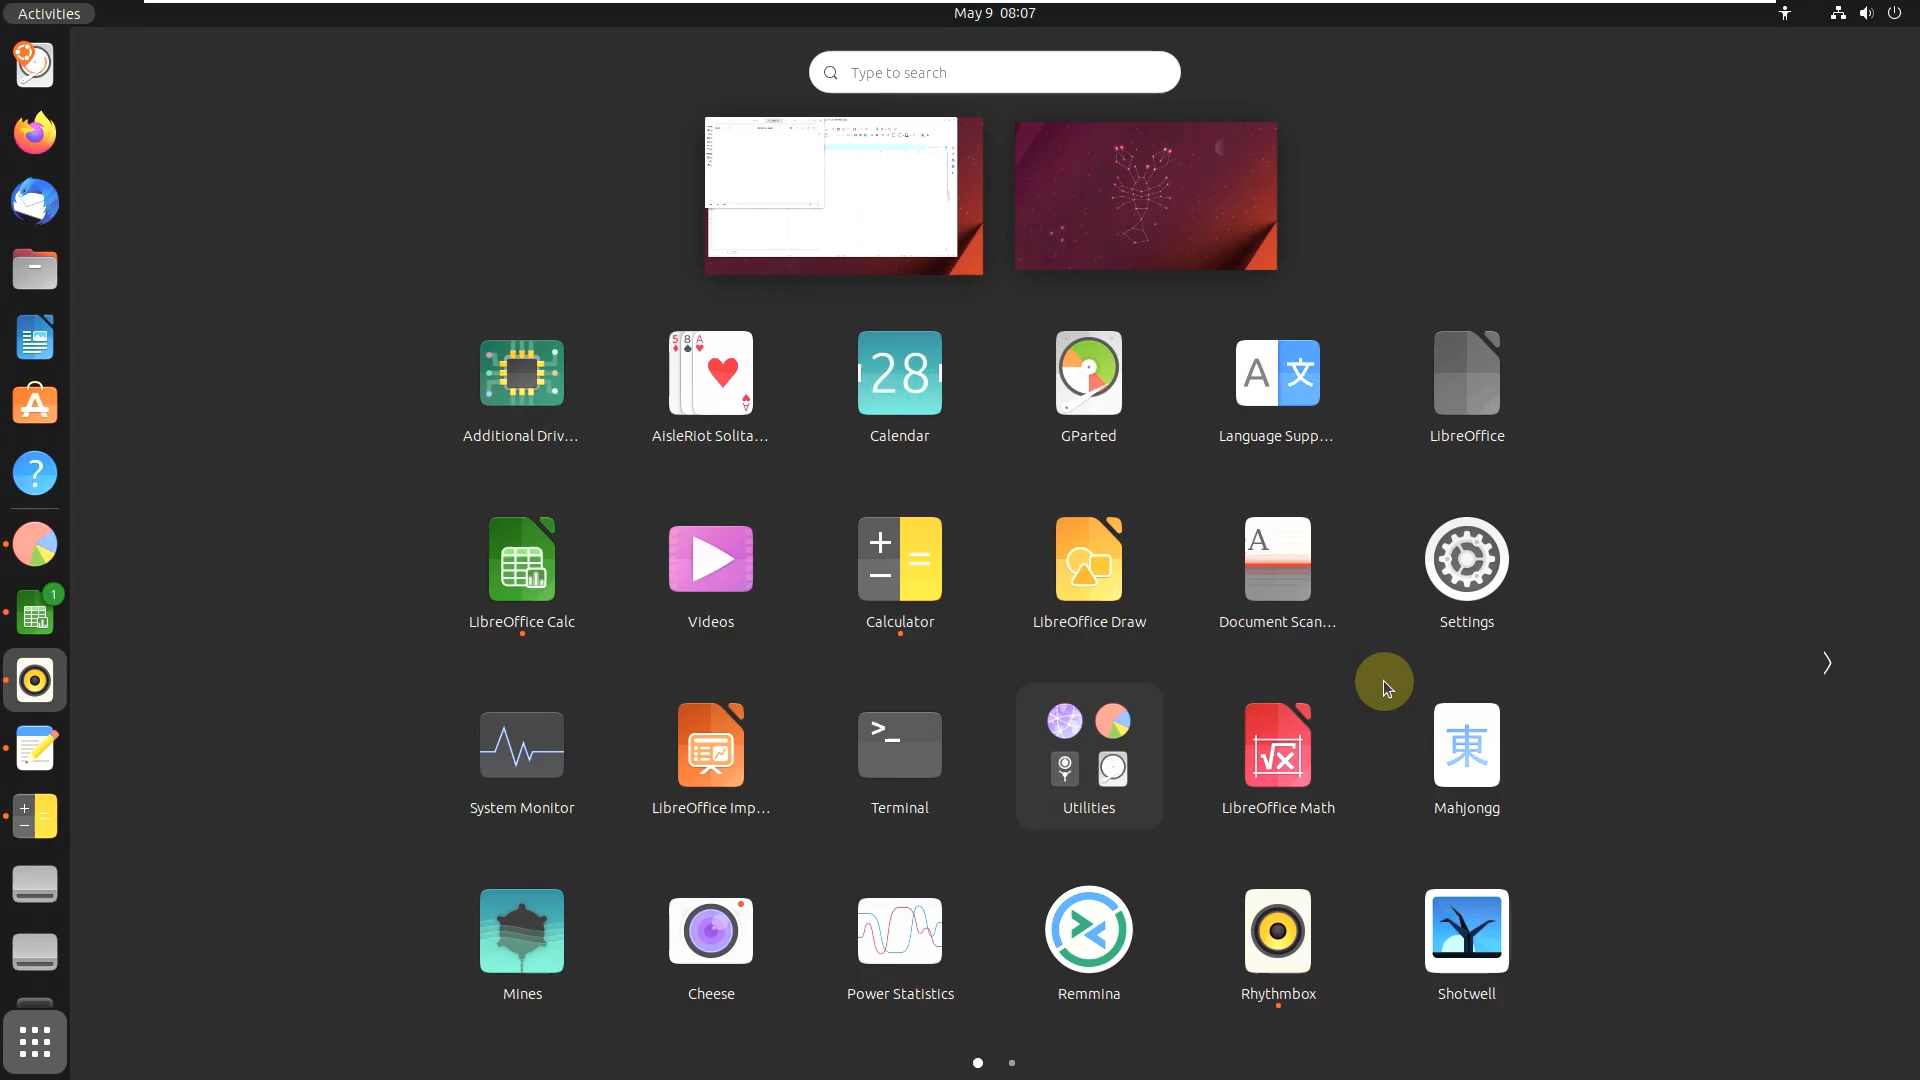 Activities
May 9 08:07
Type to search
5 8 A
28
A 文
Additional Driv...
AisleRiot Solita...
Calendar
GParted
Language Supp...
LibreOffice
1
A
LibreOffice Calc
Videos
Calculator
LibreOffice Draw
Document Scan...
Settings
>_
√x
東
System Monitor
LibreOffice Imp...
Terminal
Utilities
LibreOffice Math
Mahjongg
Mines
Cheese
Power Statistics
Remmina
Rhythmbox
Shotwell